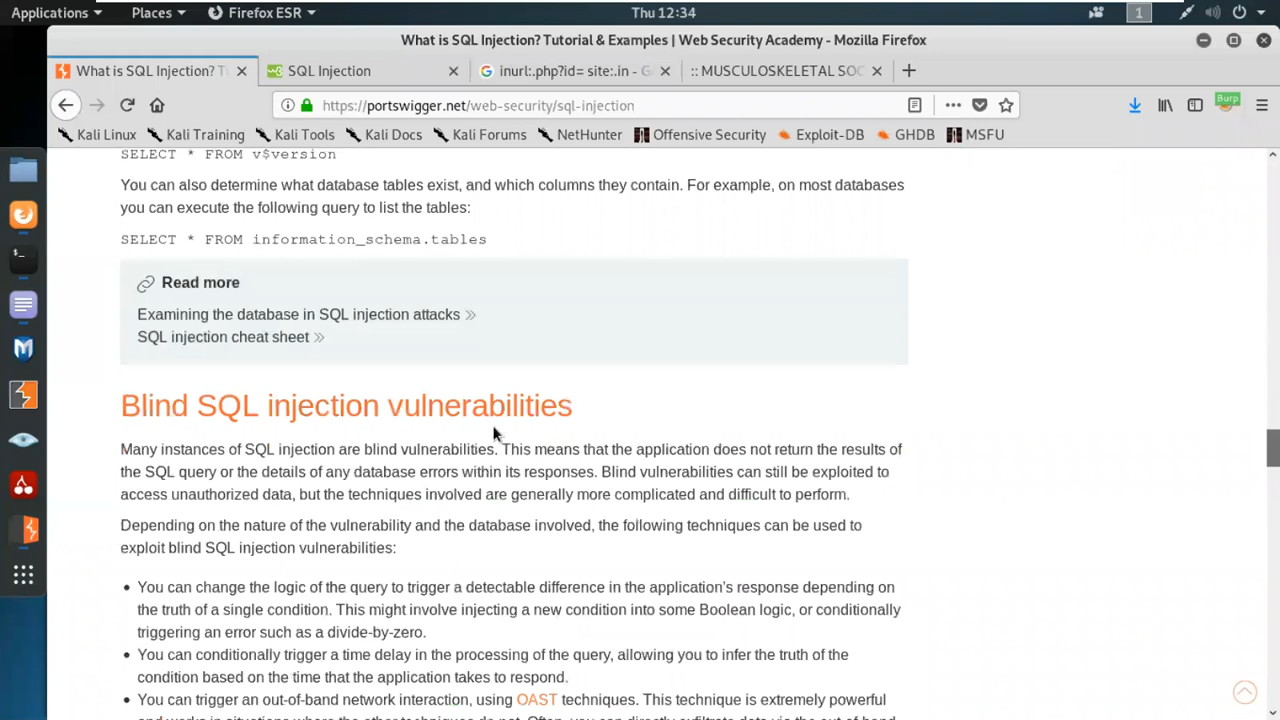 Applications
Places
Firefox ESR
Thu 12:34
1
What is SQL Injection? Tutorial & Examples | Web Security Academy - Mozilla Firefox
What is SQL Injection? T
SQL Injection
inurl:.php?id= site:.in - G
:: MUSCULOSKELETAL SOC
https://portswigger.net/web-security/sql-injection
Burp
Kali Linux
Kali Training
Kali Tools
Kali Docs
Kali Forums
NetHunter
Offensive Security
Exploit-DB
GHDB
MSFU
SELECT * FROM v$version
You can also determine what database tables exist, and which columns they contain. For example, on most databases
you can execute the following query to list the tables:
SELECT * FROM information_schema.tables
Read more
Examining the database in SQL injection attacks »
SQL injection cheat sheet »
Blind SQL injection vulnerabilities
Many instances of SQL injection are blind vulnerabilities. This means that the application does not return the results of
the SQL query or the details of any database errors within its responses. Blind vulnerabilities can still be exploited to
access unauthorized data, but the techniques involved are generally more complicated and difficult to perform.
Depending on the nature of the vulnerability and the database involved, the following techniques can be used to
exploit blind SQL injection vulnerabilities:
• You can change the logic of the query to trigger a detectable difference in the application's response depending on
the truth of a single condition. This might involve injecting a new condition into some Boolean logic, or conditionally
triggering an error such as a divide-by-zero.
• You can conditionally trigger a time delay in the processing of the query, allowing you to infer the truth of the
condition based on the time that the application takes to respond.
• You can trigger an out-of-band network interaction, using OAST techniques. This technique is extremely powerful